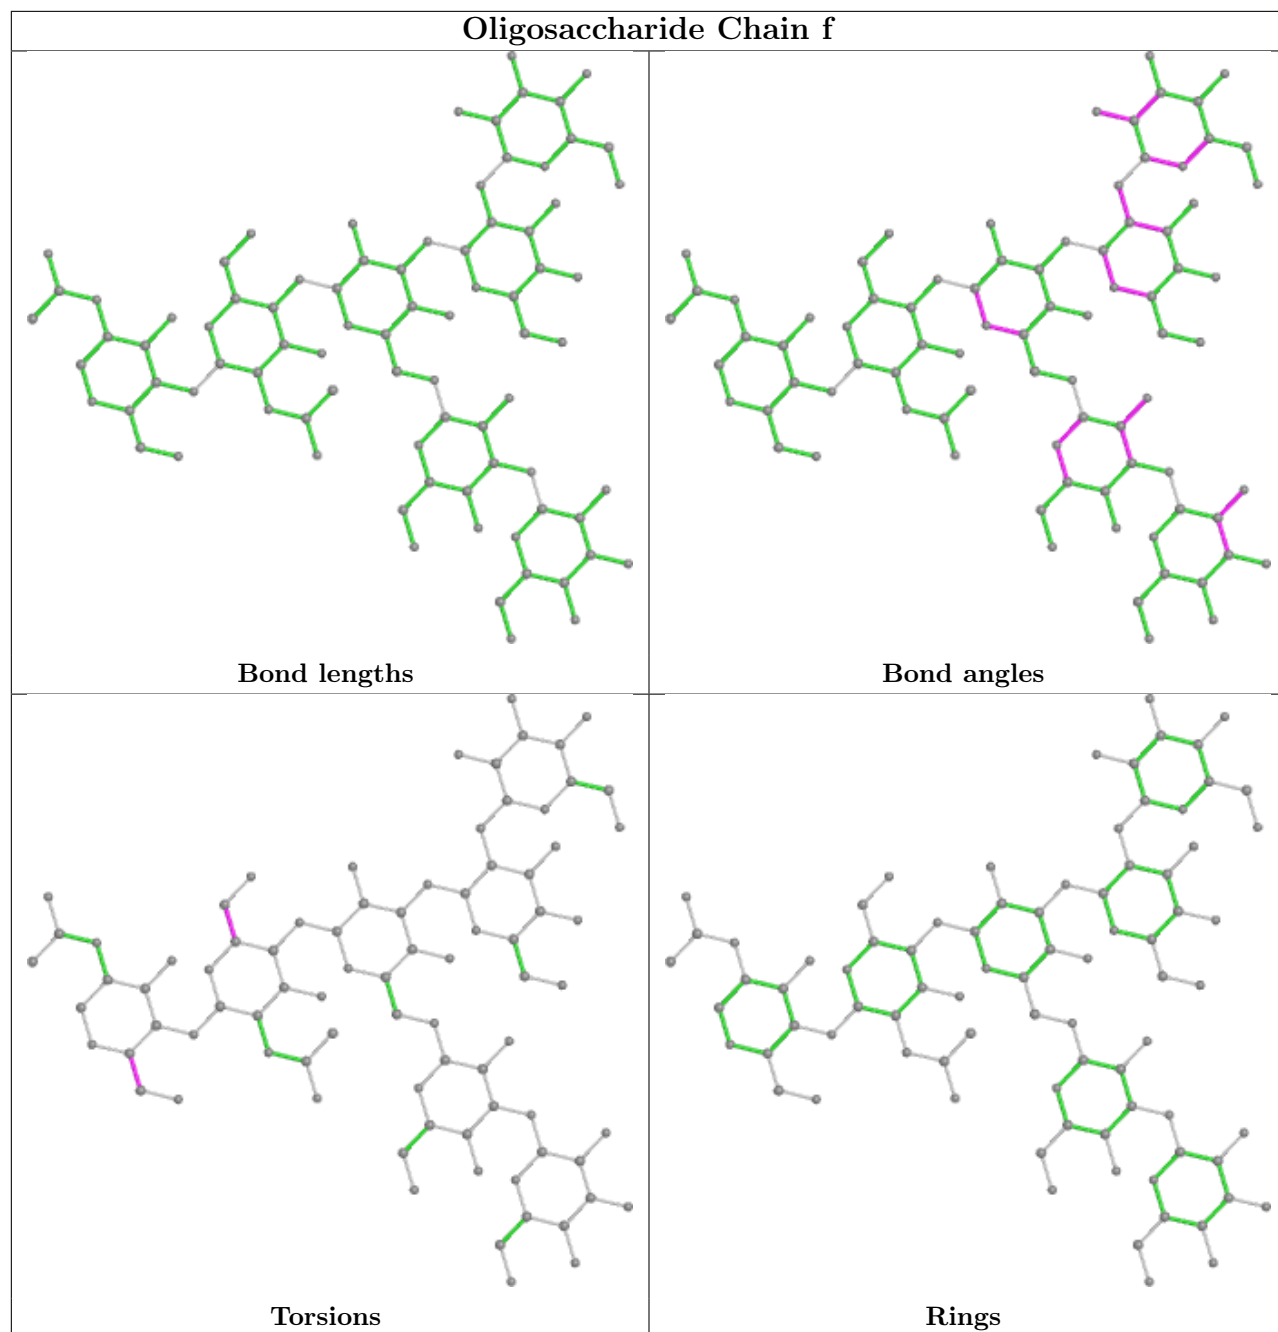 Oligosaccharide Chain f
Bond lengths
Bond angles
Torsions
Rings